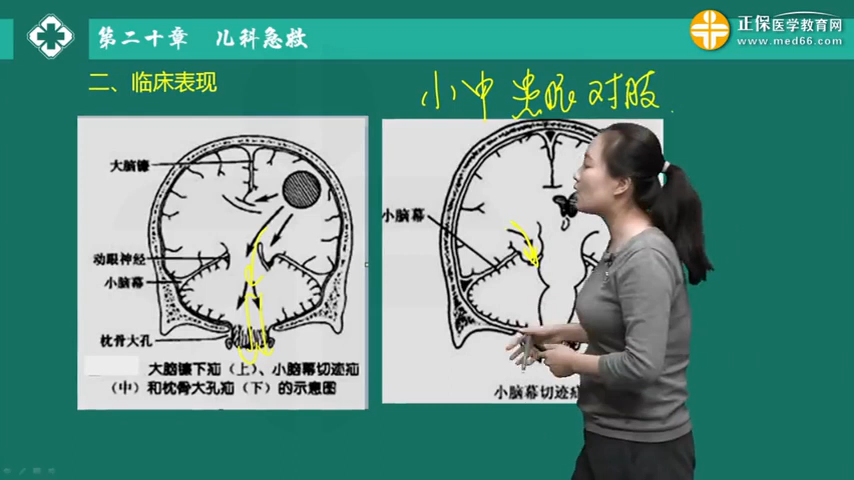 第二十章 儿科急救
正保医学教育网
www.med66.com
二、临床表现
小中患眼对肢
大脑镰
动眼神经
小脑幕
枕骨大孔
大脑镰下疝（上）、小脑幕切迹疝
（中）和枕骨大孔疝（下）的示意图
小脑幕
小脑幕切迹疝